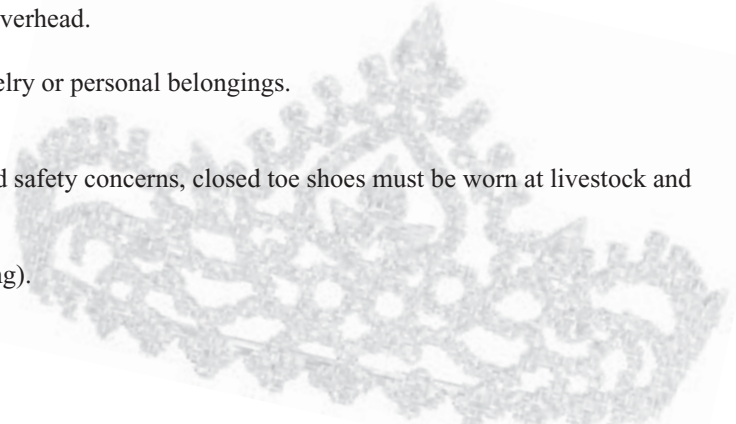 verhead.
elry or personal belongings.
d safety concerns, closed toe shoes must be worn at livestock and
ng).